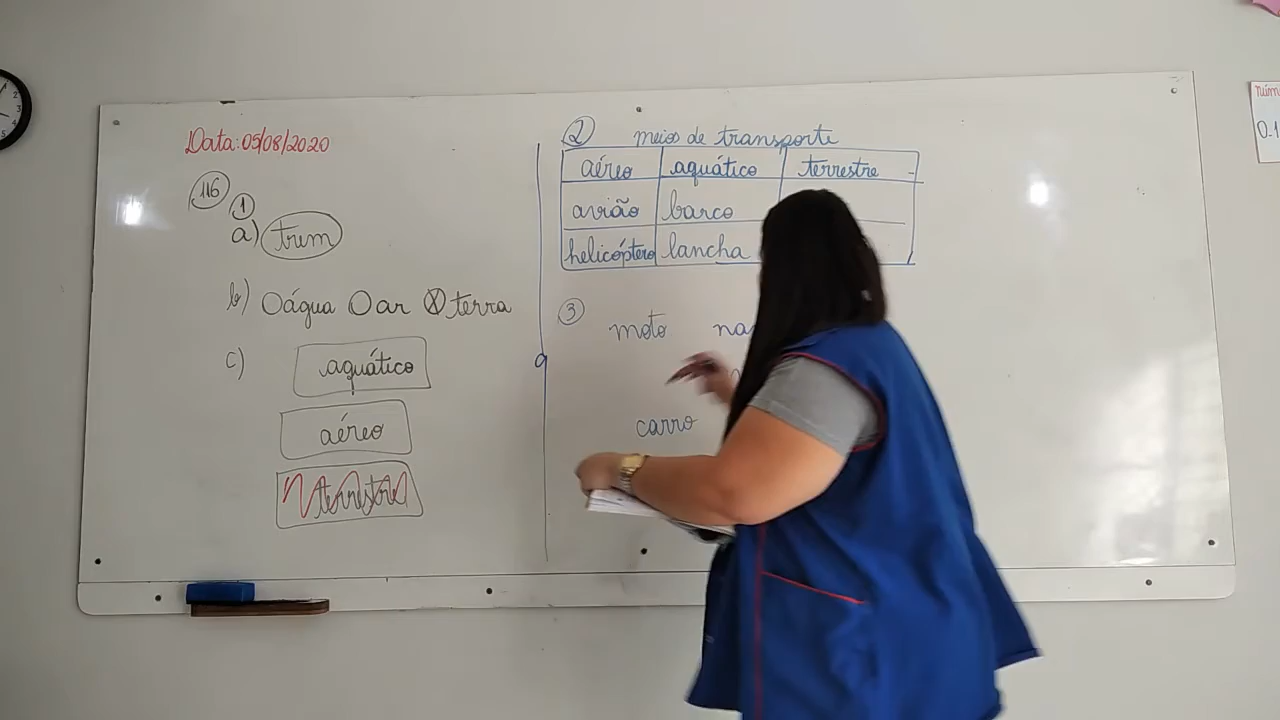 Data: 05/08/2020
116
1
a) trem
b) O água O ar X terra
c) aquático
aéreo
terrestre
2 meios de transporte
aéreo aquático terrestre
avião barco
helicóptero lancha
3
moto
carro